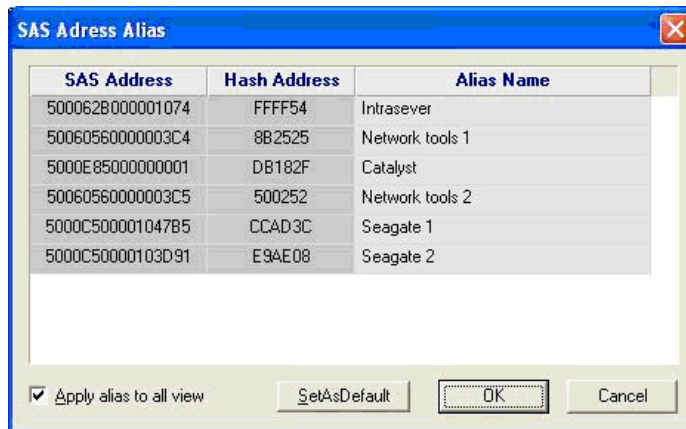 SAS Adress Alias
SAS Address Hash Address Alias Name
500062B000001074 FFFF54 Intrasever
50060560000003C4 8B2525 Network tools 1
5000E85000000001 DB182F Catalyst
50060560000003C5 500252 Network tools 2
5000C500001047B5 CCAD3C Seagate 1
5000C50000103D91 E9AE08 Seagate 2
Apply alias to all view SetAsDefault OK Cancel